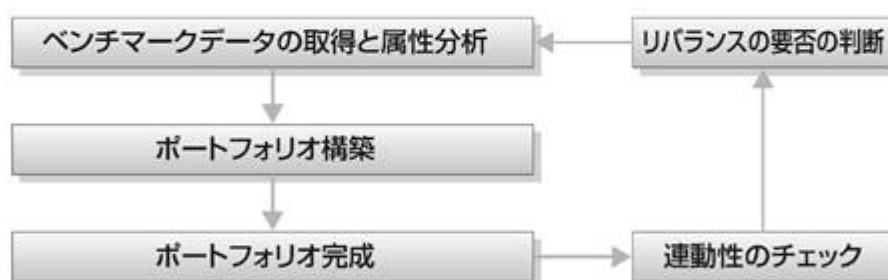 ベンチマークデータの取得と属性分析
リバランスの要否の判断
ポートフォリオ構築
ポートフォリオ完成
連動性のチェック